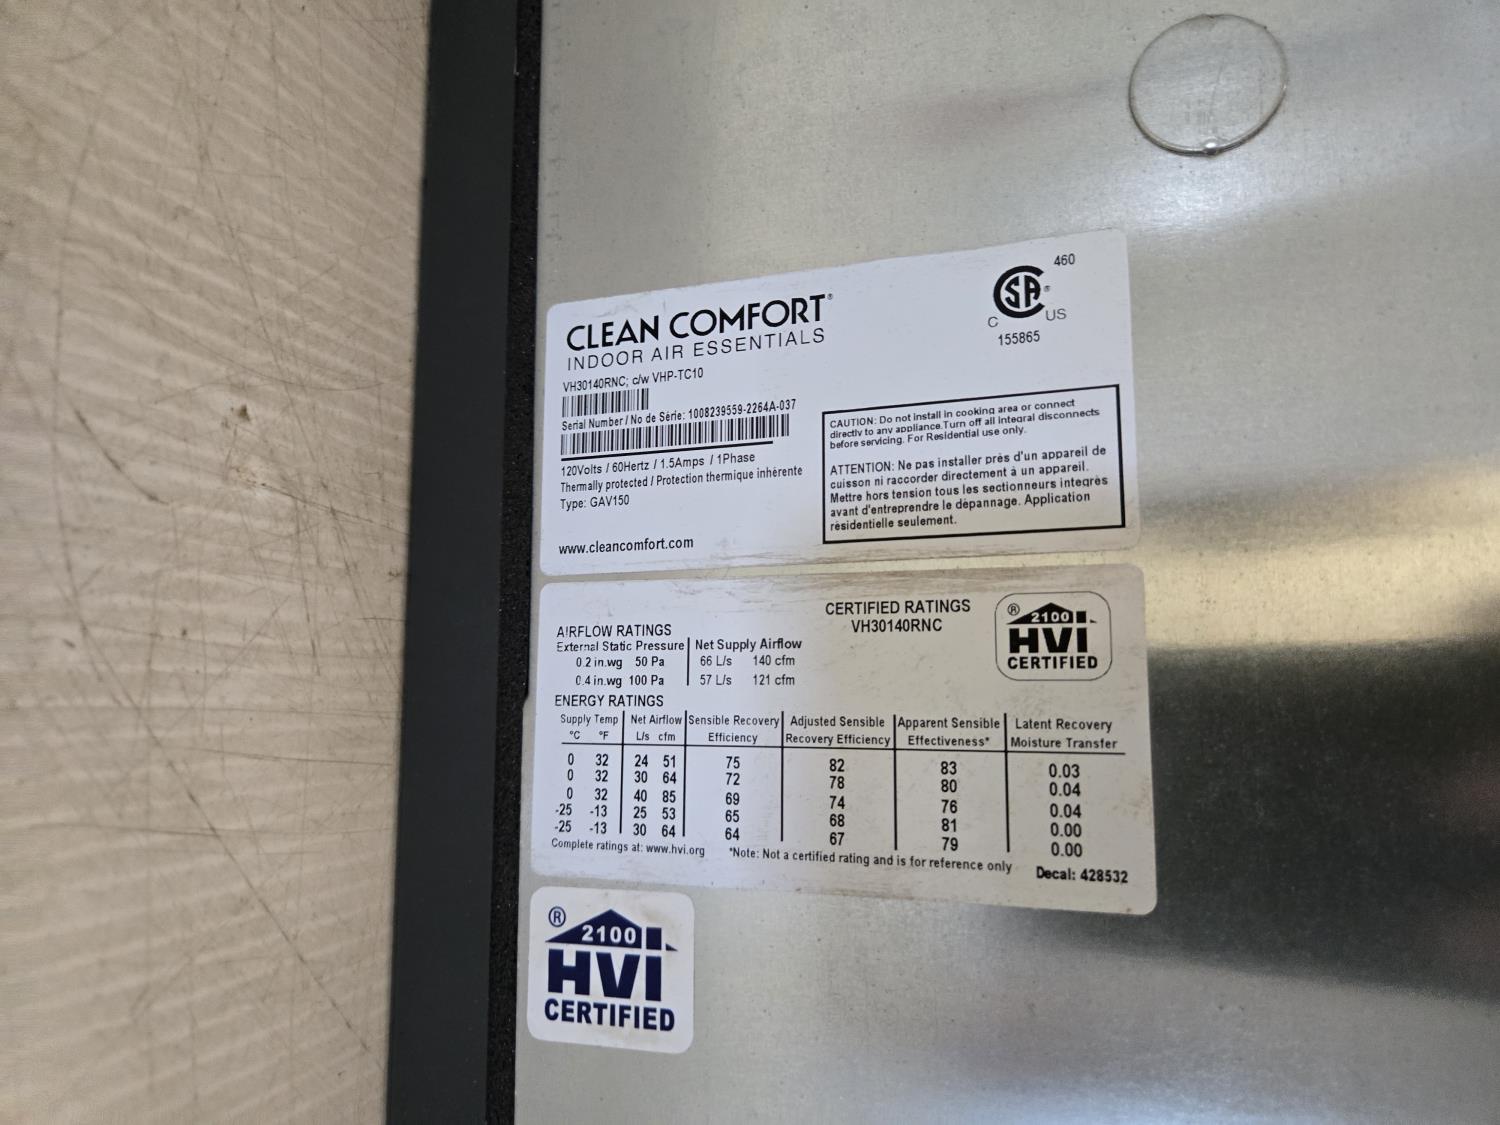 CLEAN COMFORT®
INDOOR AIR ESSENTIALS
VH30140RNC; c/w VHP-TC10
Serial Number / No de Série: 1008239559-2264A-037
120Volts / 60Hertz / 1.5Amps / 1Phase
Thermally protected / Protection thermique inhérente
Type: GAV150
www.cleancomfort.com
460
CSA®
C US
155865
CAUTION: Do not install in cooking area or connect
directly to any appliance. Turn off all integral disconnects
before servicing. For Residential use only.
ATTENTION: Ne pas installer près d'un appareil de
cuisson ni raccorder directement à un appareil.
Mettre hors tension tous les sectionneurs integrès
avant d'entreprendre le dépannage. Application
résidentielle seulement.
CERTIFIED RATINGS
VH30140RNC
® 2100
HVI
CERTIFIED
AIRFLOW RATINGS
External Static Pressure Net Supply Airflow
0.2 in.wg 50 Pa 66 L/s 140 cfm
0.4 in.wg 100 Pa 57 L/s 121 cfm
ENERGY RATINGS
Supply Temp Net Airflow Sensible Recovery Adjusted Sensible Apparent Sensible Latent Recovery
°C °F L/s cfm Efficiency Recovery Efficiency Effectiveness* Moisture Transfer
0 32 24 51 75 82 83 0.03
0 32 30 64 72 78 80 0.04
0 32 40 85 69 74 76 0.04
-25 -13 25 53 65 68 81 0.00
-25 -13 30 64 64 67 79 0.00
Complete ratings at: www.hvi.org *Note: Not a certified rating and is for reference only Decal: 428532
® 2100
HVI
CERTIFIED